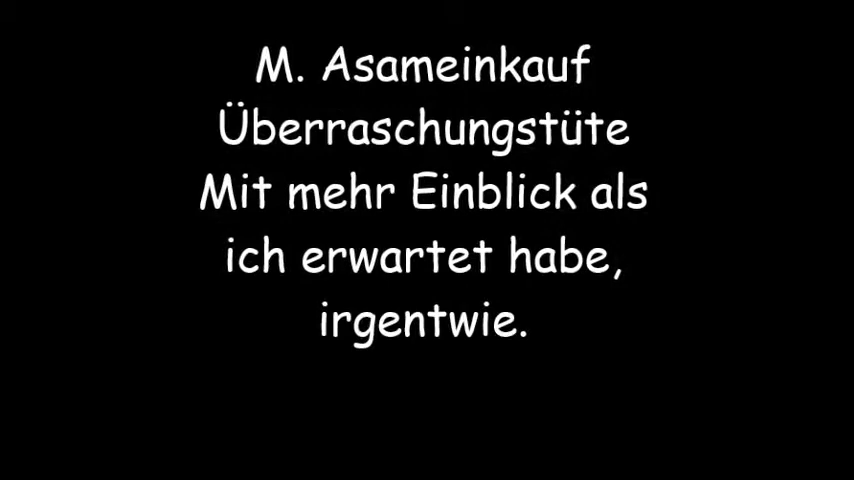 M. Asameinkauf
Überraschungstüte
Mit mehr Einblick als
ich erwartet habe,
irgentwie.